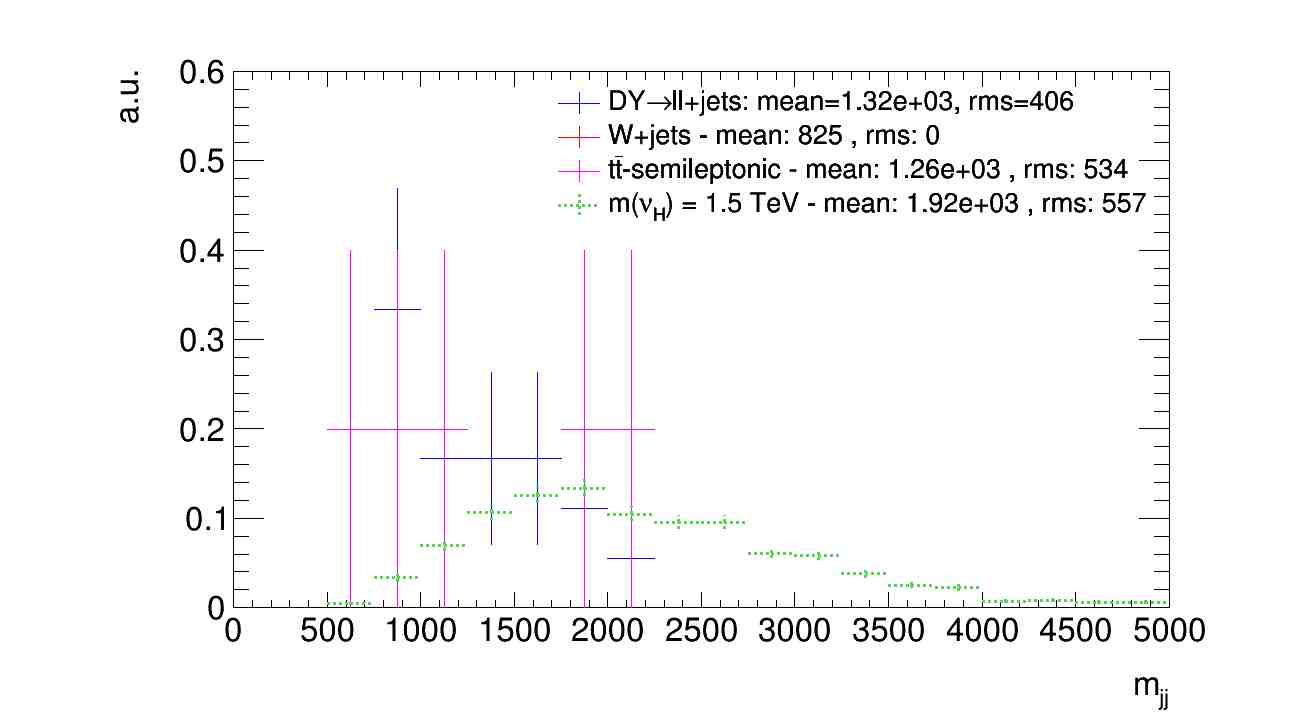 a.u.
0.6
0.5
0.4
0.3
0.2
0.1
0
DY→ll+jets: mean=1.32e+03, rms=406
W+jets - mean: 825 , rms: 0
tt̄-semileptonic - mean: 1.26e+03 , rms: 534
m(ν_H) = 1.5 TeV - mean: 1.92e+03 , rms: 557
0 500 1000 1500 2000 2500 3000 3500 4000 4500 5000
m_jj